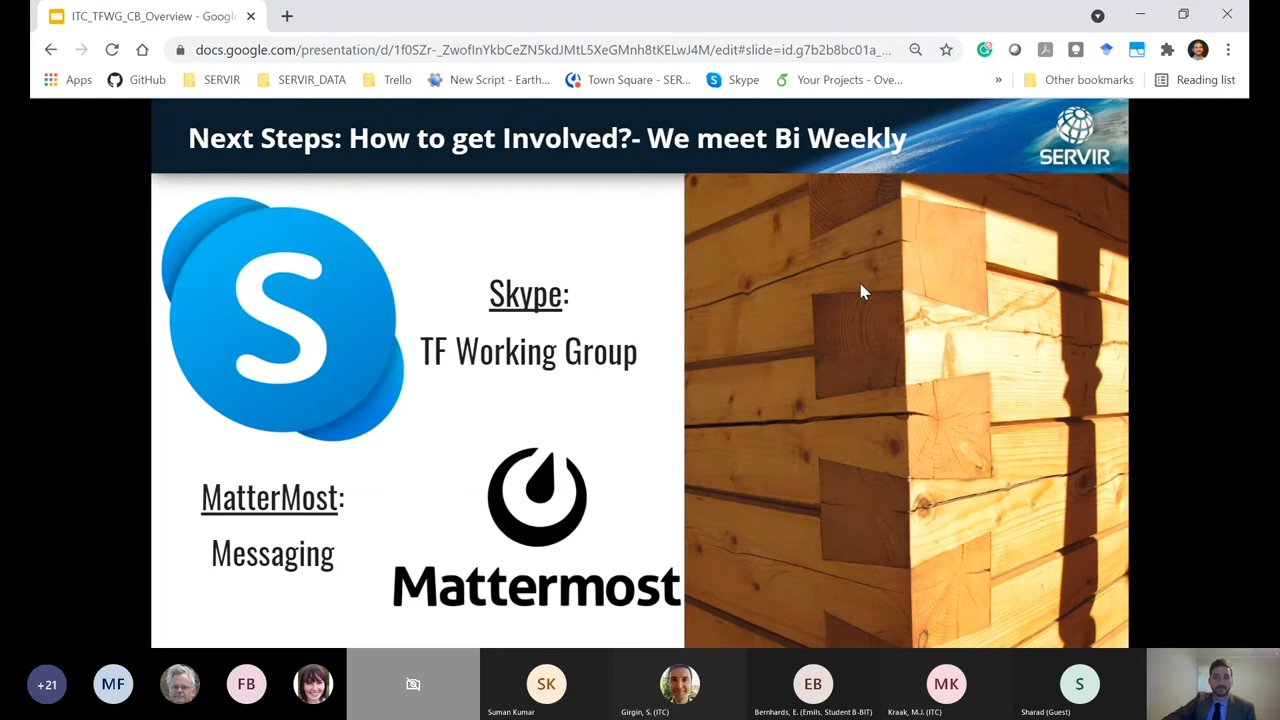 ITC_TFWG_CB_Overview - Google
docs.google.com/presentation/d/1f0SZr-_ZwofInYkbCeZN5kdJMtL5XeGMnh8tKELwJ4M/edit#slide=id.g7b2b8bc01a_...
Apps GitHub SERVIR SERVIR_DATA Trello New Script - Earth... Town Square - SER... Skype Your Projects - Ove... » Other bookmarks Reading list
Next Steps: How to get Involved?- We meet Bi Weekly
SERVIR
S
Skype:
TF Working Group
MatterMost:
Messaging
Mattermost
+21 MF FB SK EB MK S
Suman Kumar Girgin, S. (ITC) Bernhards, E. (Emils, Student B-BIT) Kraak, M.J. (ITC) Sharad (Guest)